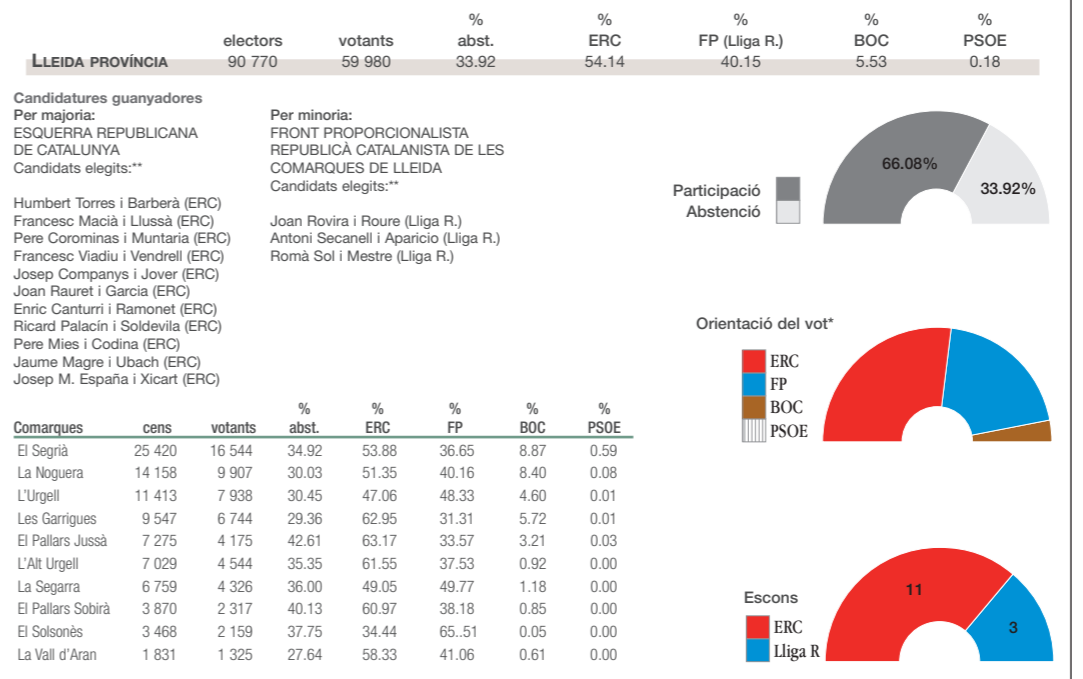 % % % % %
electors votants abst. ERC FP (Lliga R.) BOC PSOE
LLEIDA PROVÍNCIA 90 770 59 980 33.92 54.14 40.15 5.53 0.18
Candidatures guanyadores
Per majoria:
ESQUERRA REPUBLICANA
DE CATALUNYA
Candidats elegits:**
Humbert Torres i Barberà (ERC)
Francesc Macià i Llussà (ERC)
Pere Corominas i Muntaria (ERC)
Francesc Viadiu i Vendrell (ERC)
Josep Companys i Jover (ERC)
Joan Rauret i Garcia (ERC)
Enric Canturri i Ramonet (ERC)
Ricard Palacín i Soldevila (ERC)
Pere Mies i Codina (ERC)
Jaume Magre i Ubach (ERC)
Josep M. España i Xicart (ERC)
Per minoria:
FRONT PROPORCIONALISTA
REPUBLICÀ CATALANISTA DE LES
COMARQUES DE LLEIDA
Candidats elegits:**
Joan Rovira i Roure (Lliga R.)
Antoni Secanell i Aparicio (Lliga R.)
Romà Sol i Mestre (Lliga R.)
Participació
Abstenció
66.08%
33.92%
Orientació del vot*
ERC
FP
BOC
PSOE
% % % % %
Comarques cens votants abst. ERC FP BOC PSOE
El Segrià 25 420 16 544 34.92 53.88 36.65 8.87 0.59
La Noguera 14 158 9 907 30.03 51.35 40.16 8.40 0.08
L'Urgell 11 413 7 938 30.45 47.06 48.33 4.60 0.01
Les Garrigues 9 547 6 744 29.36 62.95 31.31 5.72 0.01
El Pallars Jussà 7 275 4 175 42.61 63.17 33.57 3.21 0.03
L'Alt Urgell 7 029 4 544 35.35 61.55 37.53 0.92 0.00
La Segarra 6 759 4 326 36.00 49.05 49.77 1.18 0.00
El Pallars Sobirà 3 870 2 317 40.13 60.97 38.18 0.85 0.00
El Solsonès 3 468 2 159 37.75 34.44 65..51 0.05 0.00
La Vall d'Aran 1 831 1 325 27.64 58.33 41.06 0.61 0.00
Escons
ERC
Lliga R
11
3